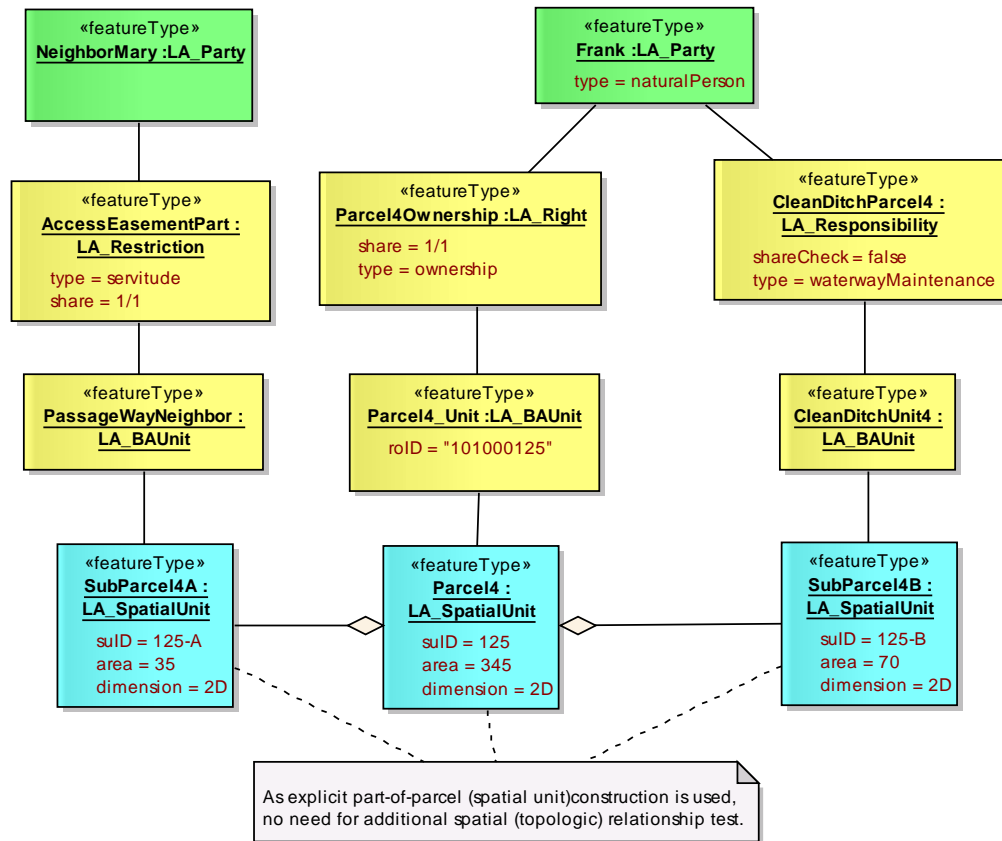 «featureType»
NeighborMary :LA_Party
«featureType»
Frank :LA_Party
type = naturalPerson
«featureType»
AccessEasementPart :
LA_Restriction
type = servitude
share = 1/1
«featureType»
Parcel4Ownership :LA_Right
share = 1/1
type = ownership
«featureType»
CleanDitchParcel4 :
LA_Responsibility
shareCheck = false
type = waterwayMaintenance
«featureType»
PassageWayNeighbor :
LA_BAUnit
«featureType»
Parcel4_Unit :LA_BAUnit
roID = "101000125"
«featureType»
CleanDitchUnit4 :
LA_BAUnit
«featureType»
SubParcel4A :
LA_SpatialUnit
suID = 125-A
area = 35
dimension = 2D
«featureType»
Parcel4 :
LA_SpatialUnit
suID = 125
area = 345
dimension = 2D
«featureType»
SubParcel4B :
LA_SpatialUnit
suID = 125-B
area = 70
dimension = 2D
As explicit part-of-parcel (spatial unit)construction is used,
no need for additional spatial (topologic) relationship test.